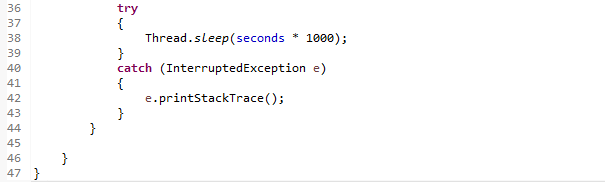 36 try
37 {
38 Thread.sleep(seconds * 1000);
39 }
40 catch (InterruptedException e)
41 {
42 e.printStackTrace();
43 }
44 }
45
46 }
47 }